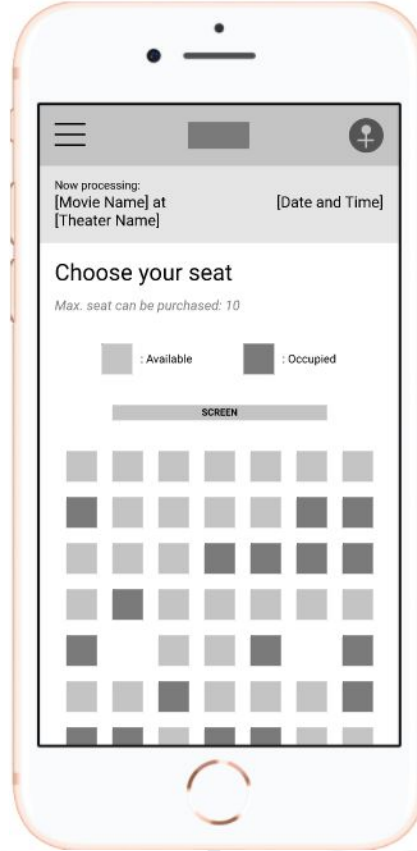 Now processing:
[Movie Name] at
[Theater Name]
[Date and Time]
Choose your seat
Max. seat can be purchased: 10
: Available
: Occupied
SCREEN